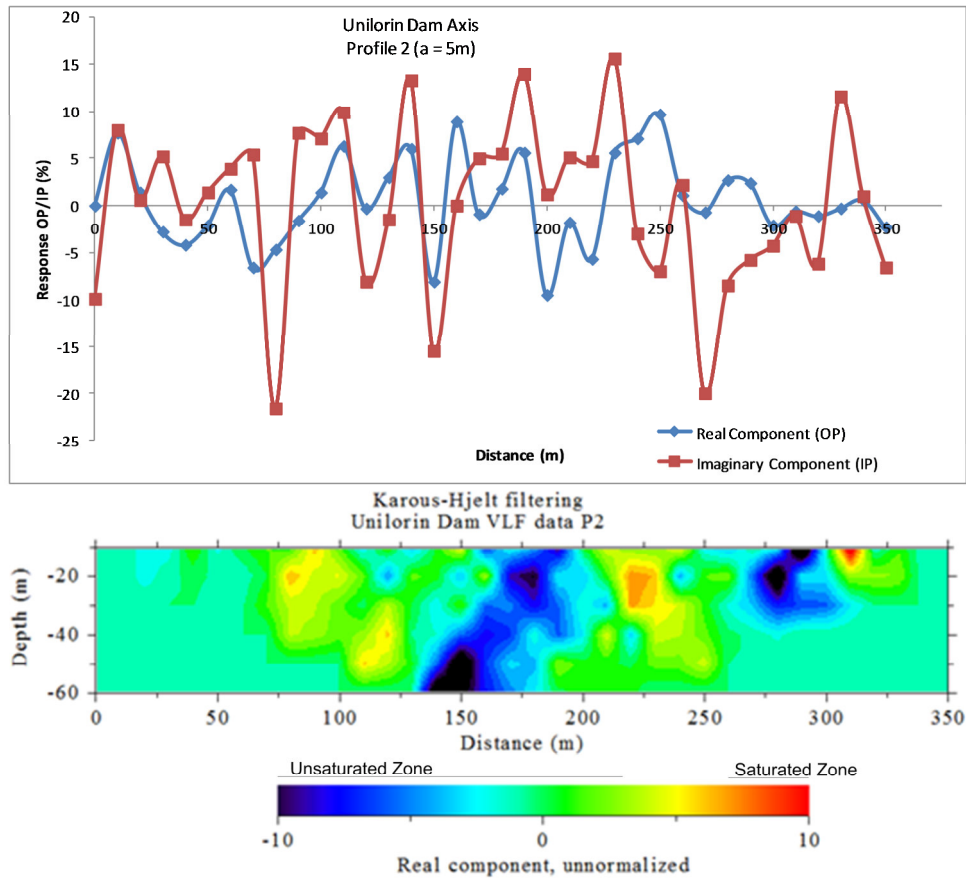 Unilorin Dam Axis
Profile 2 (a = 5m)
20
15
10
5
0
-5
-10
-15
-20
-25
Response OP/IP (%)
0 50 100 150 200 250 300 350
Distance (m)
Real Component (OP)
Imaginary Component (IP)
Karous-Hjelt filtering
Unilorin Dam VLF data P2
Depth (m)
-20
-40
-60
0 50 100 150 200 250 300 350
Distance (m)
Unsaturated Zone Saturated Zone
-10 0 10
Real component, unnormalized